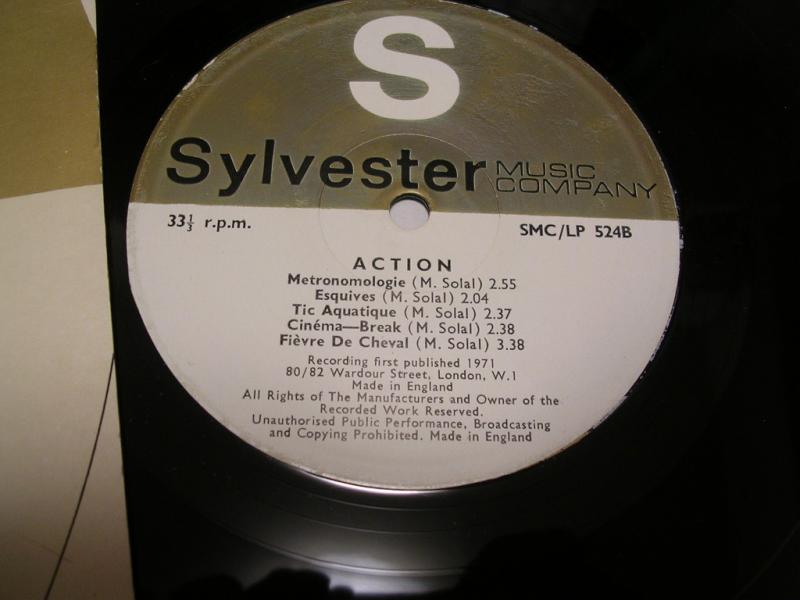 S
Sylvester MUSIC COMPANY
33⅓ r.p.m.
SMC/LP 524B
ACTION
Metronomologie (M. Solal) 2.55
Esquives (M. Solal) 2.04
Tic Aquatique (M. Solal) 2.37
Cinéma—Break (M. Solal) 2.38
Fièvre De Cheval (M. Solal) 3.38
Recording first published 1971
80/82 Wardour Street, London, W.1
Made in England
All Rights of The Manufacturers and Owner of the
Recorded Work Reserved.
Unauthorised Public Performance, Broadcasting
and Copying Prohibited. Made in England